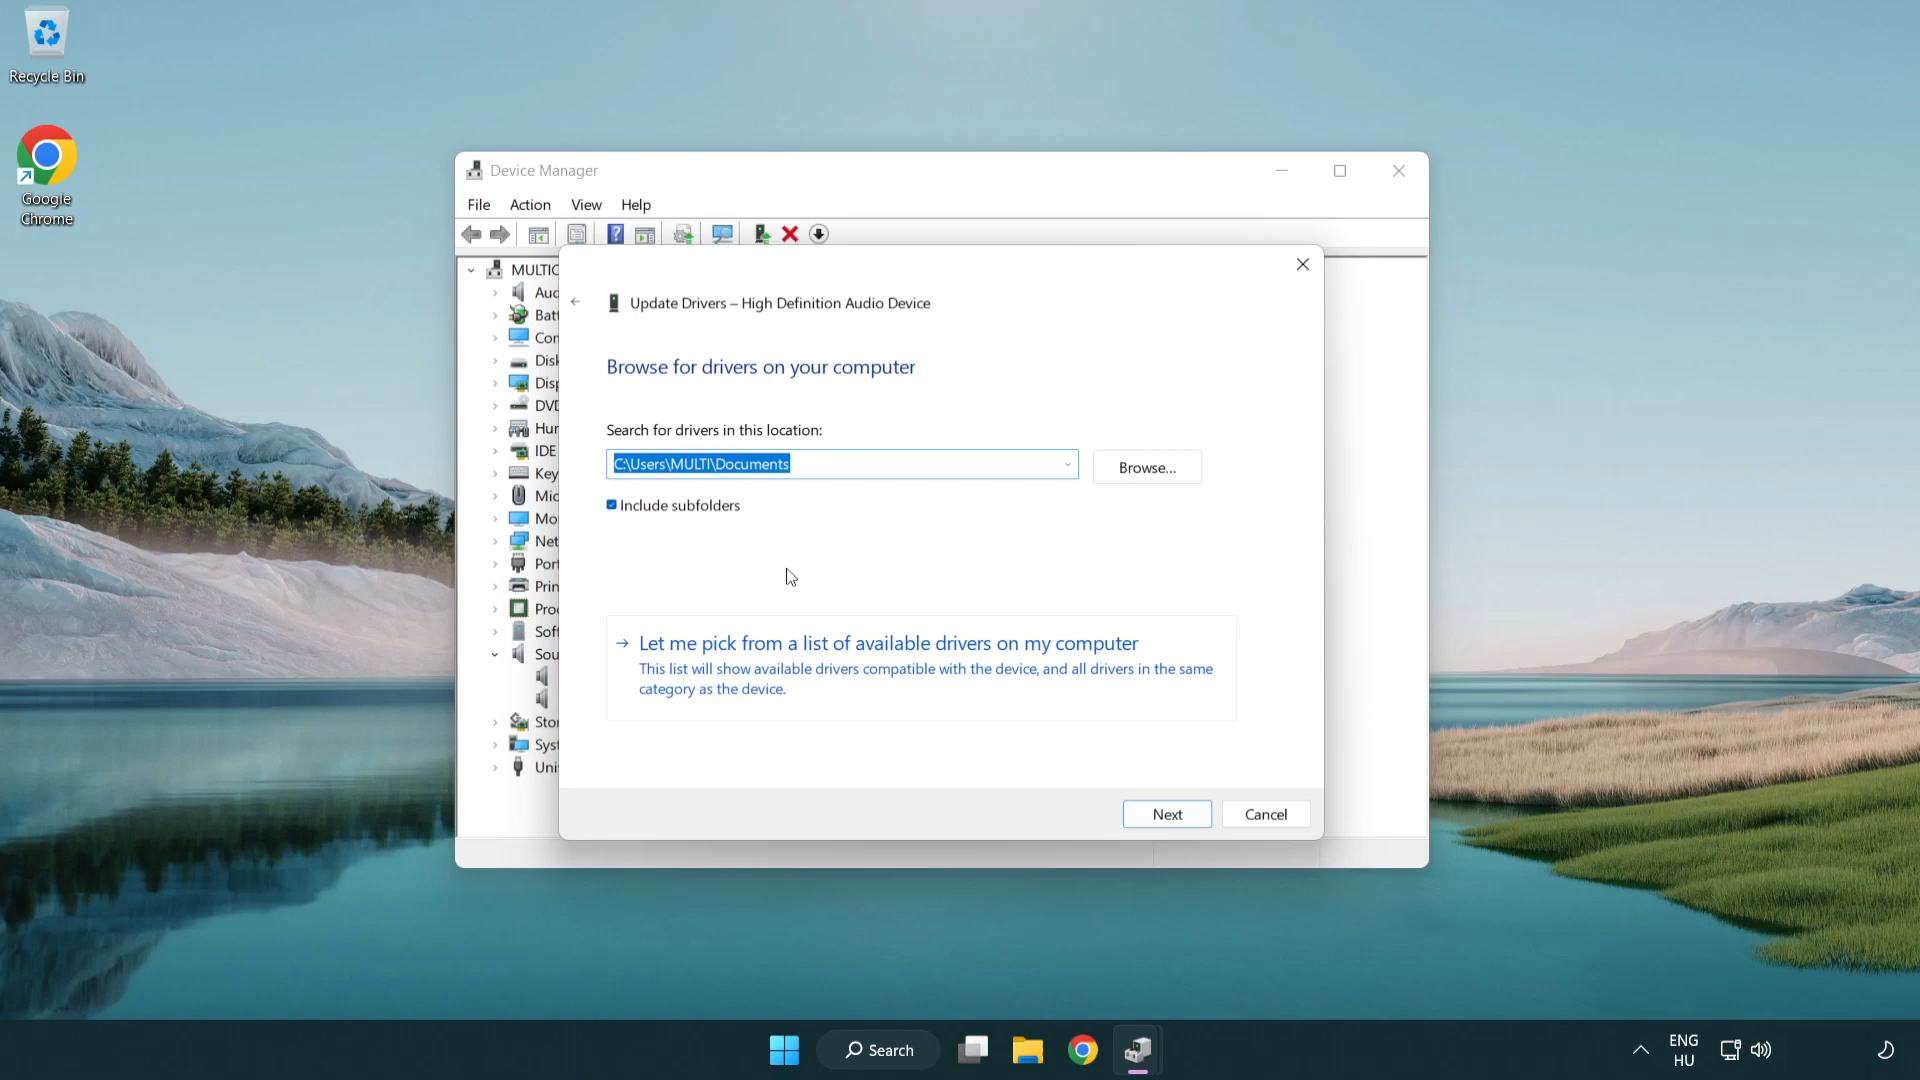 Recycle Bin
Google
Chrome
Device Manager
File Action View Help
MULTIC
Aud
Batt
Con
Disk
Disp
DVD
Hun
IDE
Key
Mic
Mo
Net
Port
Prin
Proc
Soft
Sou
Stor
Syst
Uni
Update Drivers – High Definition Audio Device
Browse for drivers on your computer
Search for drivers in this location:
C:\Users\MULTI\Documents
Browse...
Include subfolders
Let me pick from a list of available drivers on my computer
This list will show available drivers compatible with the device, and all drivers in the same
category as the device.
Next Cancel
Search
ENG
HU